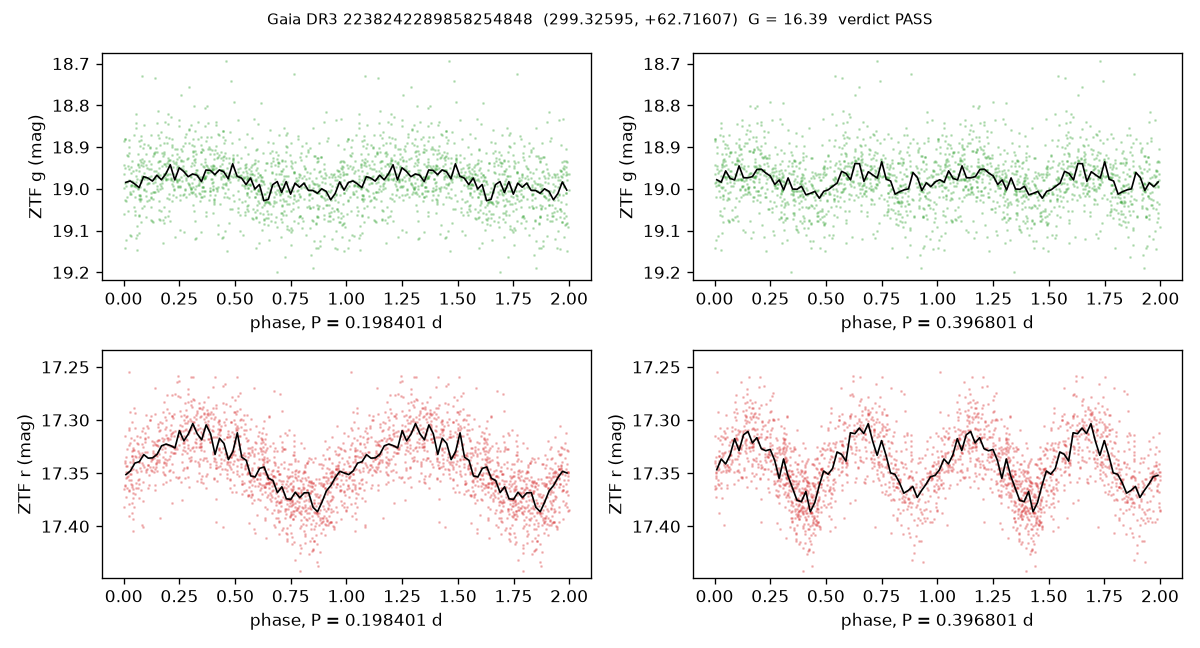 Gaia DR3 2238242289858254848 (299.32595, +62.71607) G = 16.39 verdict PASS
ZTF g (mag)
18.7
18.8
18.9
19.0
19.1
19.2
0.00 0.25 0.50 0.75 1.00 1.25 1.50 1.75 2.00
phase, P = 0.198401 d
ZTF g (mag)
18.7
18.8
18.9
19.0
19.1
19.2
0.00 0.25 0.50 0.75 1.00 1.25 1.50 1.75 2.00
phase, P = 0.396801 d
ZTF r (mag)
17.25
17.30
17.35
17.40
0.00 0.25 0.50 0.75 1.00 1.25 1.50 1.75 2.00
phase, P = 0.198401 d
ZTF r (mag)
17.25
17.30
17.35
17.40
0.00 0.25 0.50 0.75 1.00 1.25 1.50 1.75 2.00
phase, P = 0.396801 d